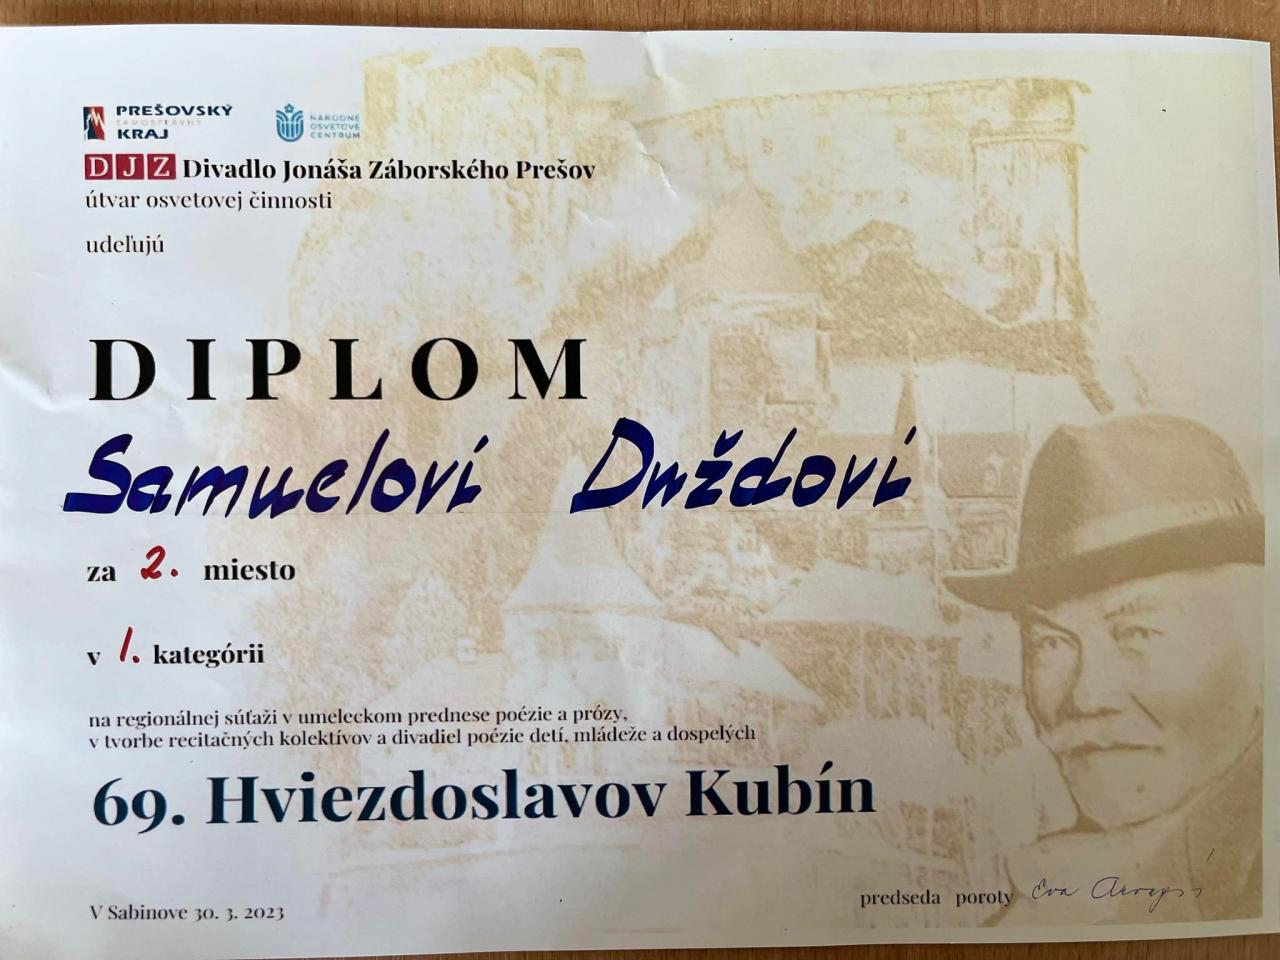 PREŠOVSKÝ
SAMOSPRÁVNY
KRAJ
NÁRODNÉ
OSVETOVÉ
CENTRUM
DJZ Divadlo Jonáša Záborského Prešov
útvar osvetovej činnosti
udeľujú
DIPLOM
Samuelovi Duždovi
za 2. miesto
v 1. kategórii
na regionálnej súťaži v umeleckom prednese poézie a prózy,
v tvorbe recitačných kolektívov a divadiel poézie detí, mládeže a dospelých
69. Hviezdoslavov Kubín
predseda poroty Eva
V Sabinove 30. 3. 2023